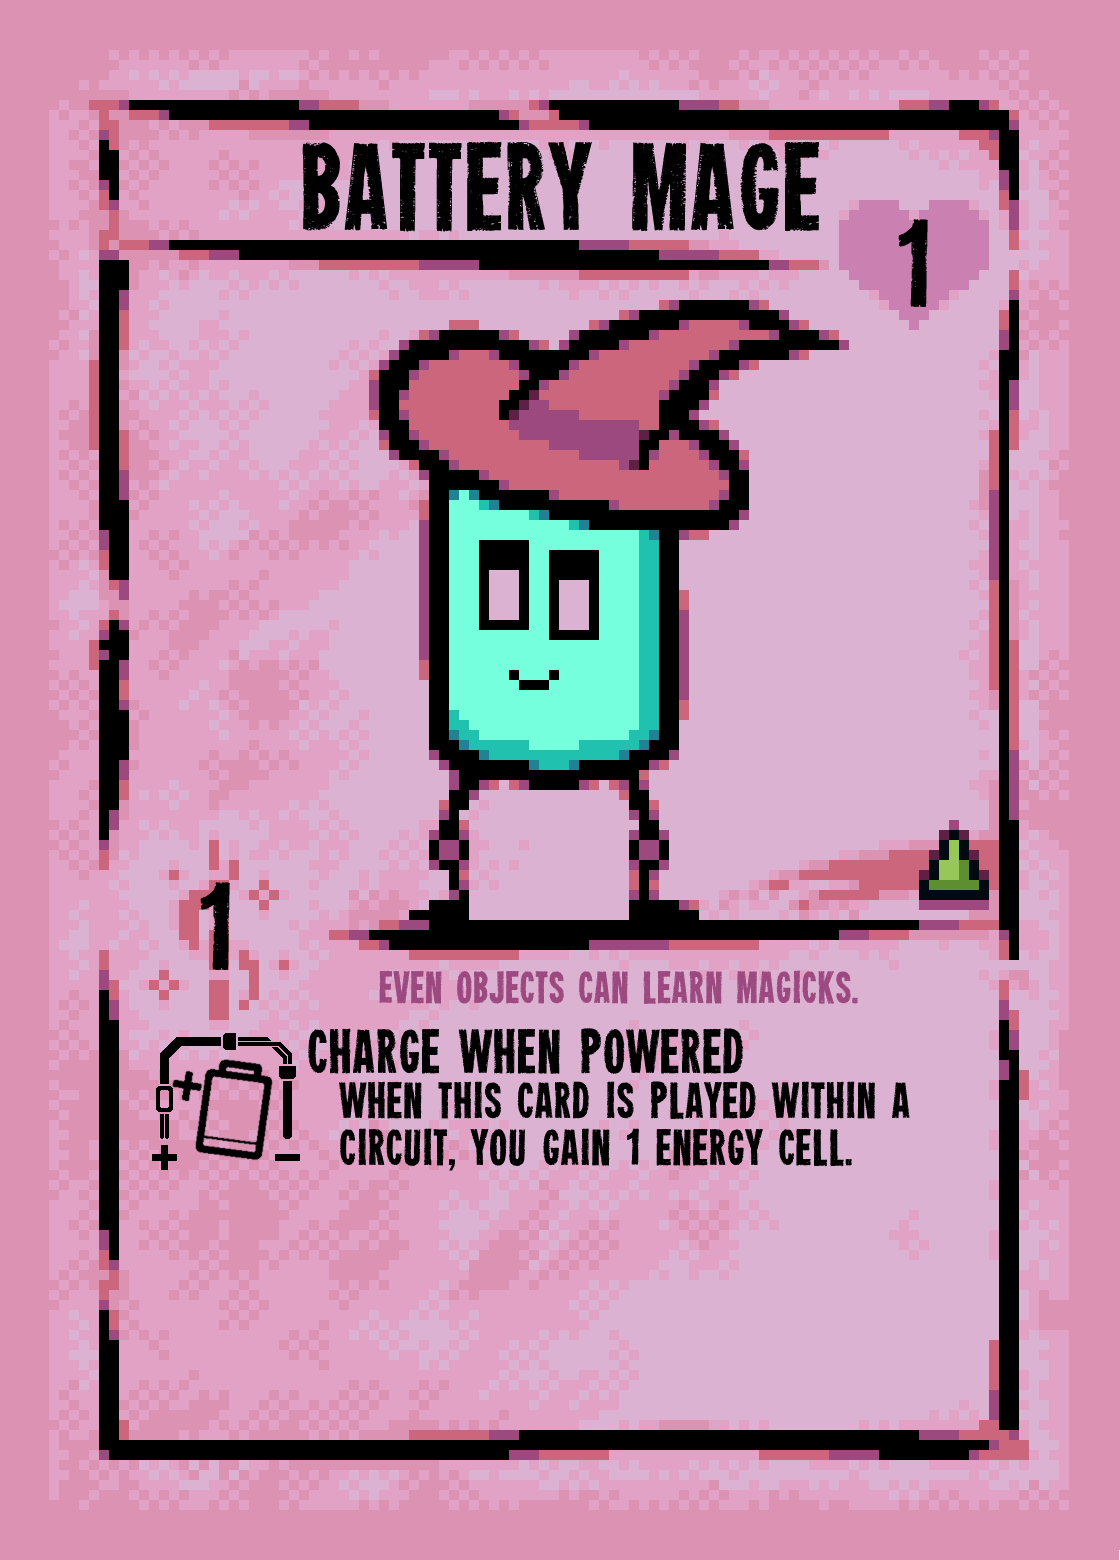 BATTERY MAGE
1
1
EVEN OBJECTS CAN LEARN MAGICKS.
CHARGE WHEN POWERED
WHEN THIS CARD IS PLAYED WITHIN A
CIRCUIT, YOU GAIN 1 ENERGY CELL.